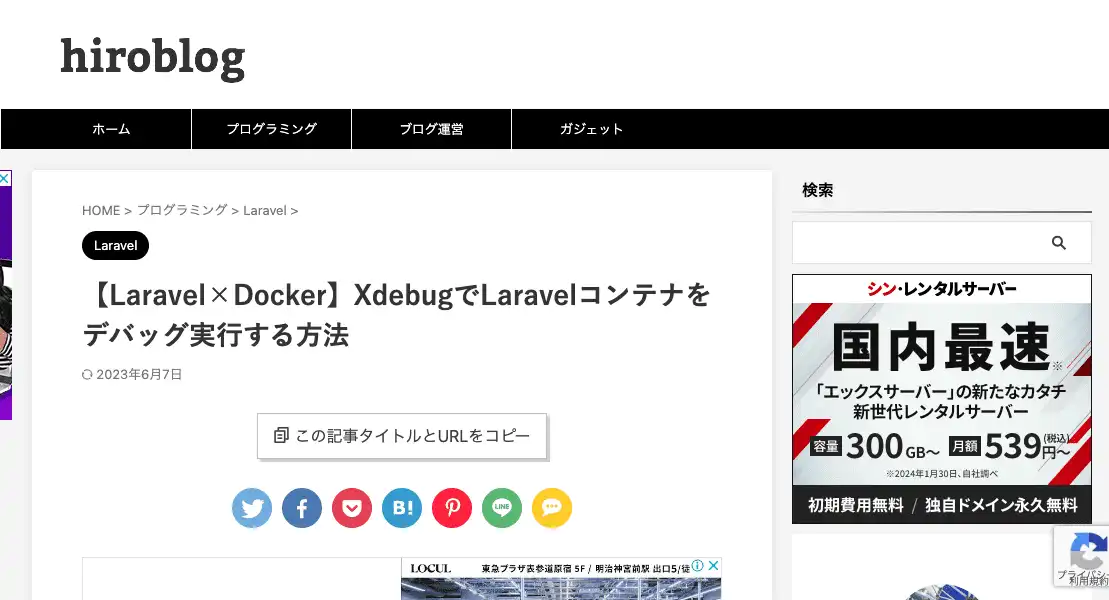 hiroblog
ホーム
プログラミング
ブログ運営
ガジェット
HOME > プログラミング > Laravel >
Laravel
【Laravel×Docker】XdebugでLaravelコンテナを
デバッグ実行する方法
2023年6月7日
この記事タイトルとURLをコピー
B!
LINE
LOCUL 東急プラザ表参道原宿 5F / 明治神宮前駅 出口5/徒
検索
シン・レンタルサーバー
国内最速※
「エックスサーバー」の新たなカタチ
新世代レンタルサーバー
容量 300GB〜 月額 539円〜(税込)
※2024年1月30日、自社調べ
初期費用無料 / 独自ドメイン永久無料
プライバシー
利用規約